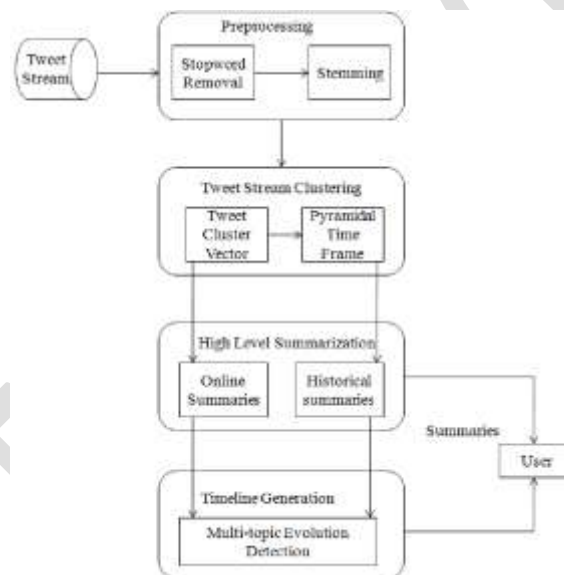 Preprocessing
Tweet
Stream
Stopword
Removal
Stemming
Tweet Stream Clustering
Tweet
Cluster
Vector
Pyramidal
Time
Frame
High Level Summarization
Online
Summaries
Historical
summaries
Summaries
User
Timeline Generation
Multi-topic Evolution
Detection